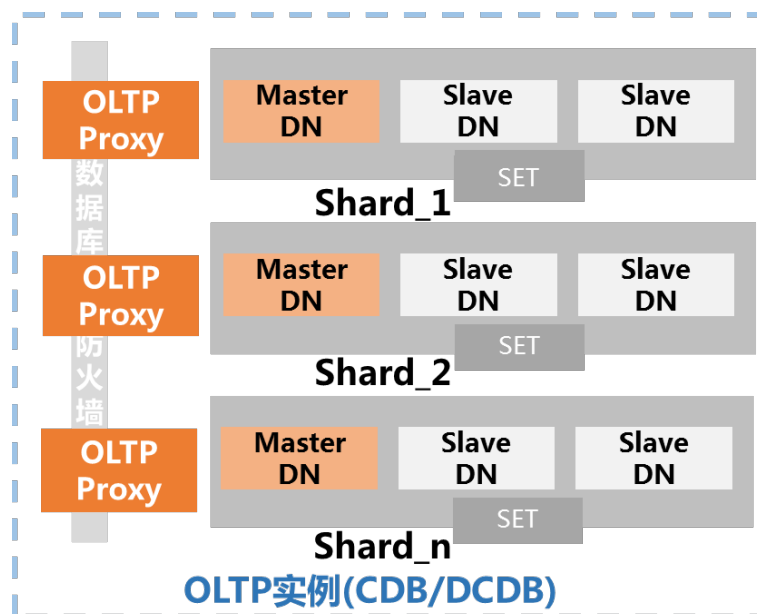 OLTP
Proxy
Master
DN
Slave
DN
Slave
DN
SET
Shard_1
数据库
OLTP
Proxy
Master
DN
Slave
DN
Slave
DN
SET
Shard_2
防火墙
OLTP
Proxy
Master
DN
Slave
DN
Slave
DN
SET
Shard_n
OLTP实例(CDB/DCDB)